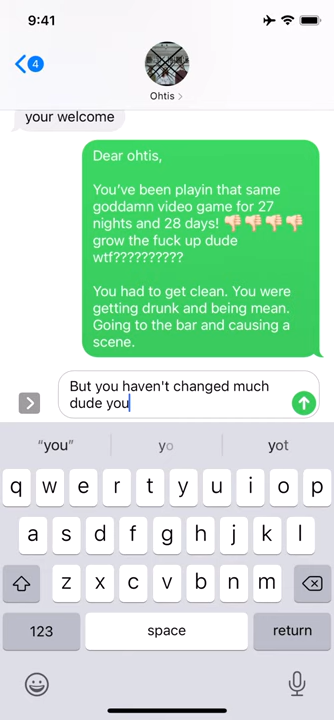 9:41
4
Ohtis >
your welcome
Dear ohtis,
You've been playin that same
goddamn video game for 27
nights and 28 days! 👎🏻👎🏻👎🏻👎🏻
grow the fuck up dude
wtf??????????
You had to get clean. You were
getting drunk and being mean.
Going to the bar and causing a
scene.
But you haven't changed much
dude you
“you” yo yot
q w e r t y u i o p
a s d f g h j k l
z x c v b n m
123 space return